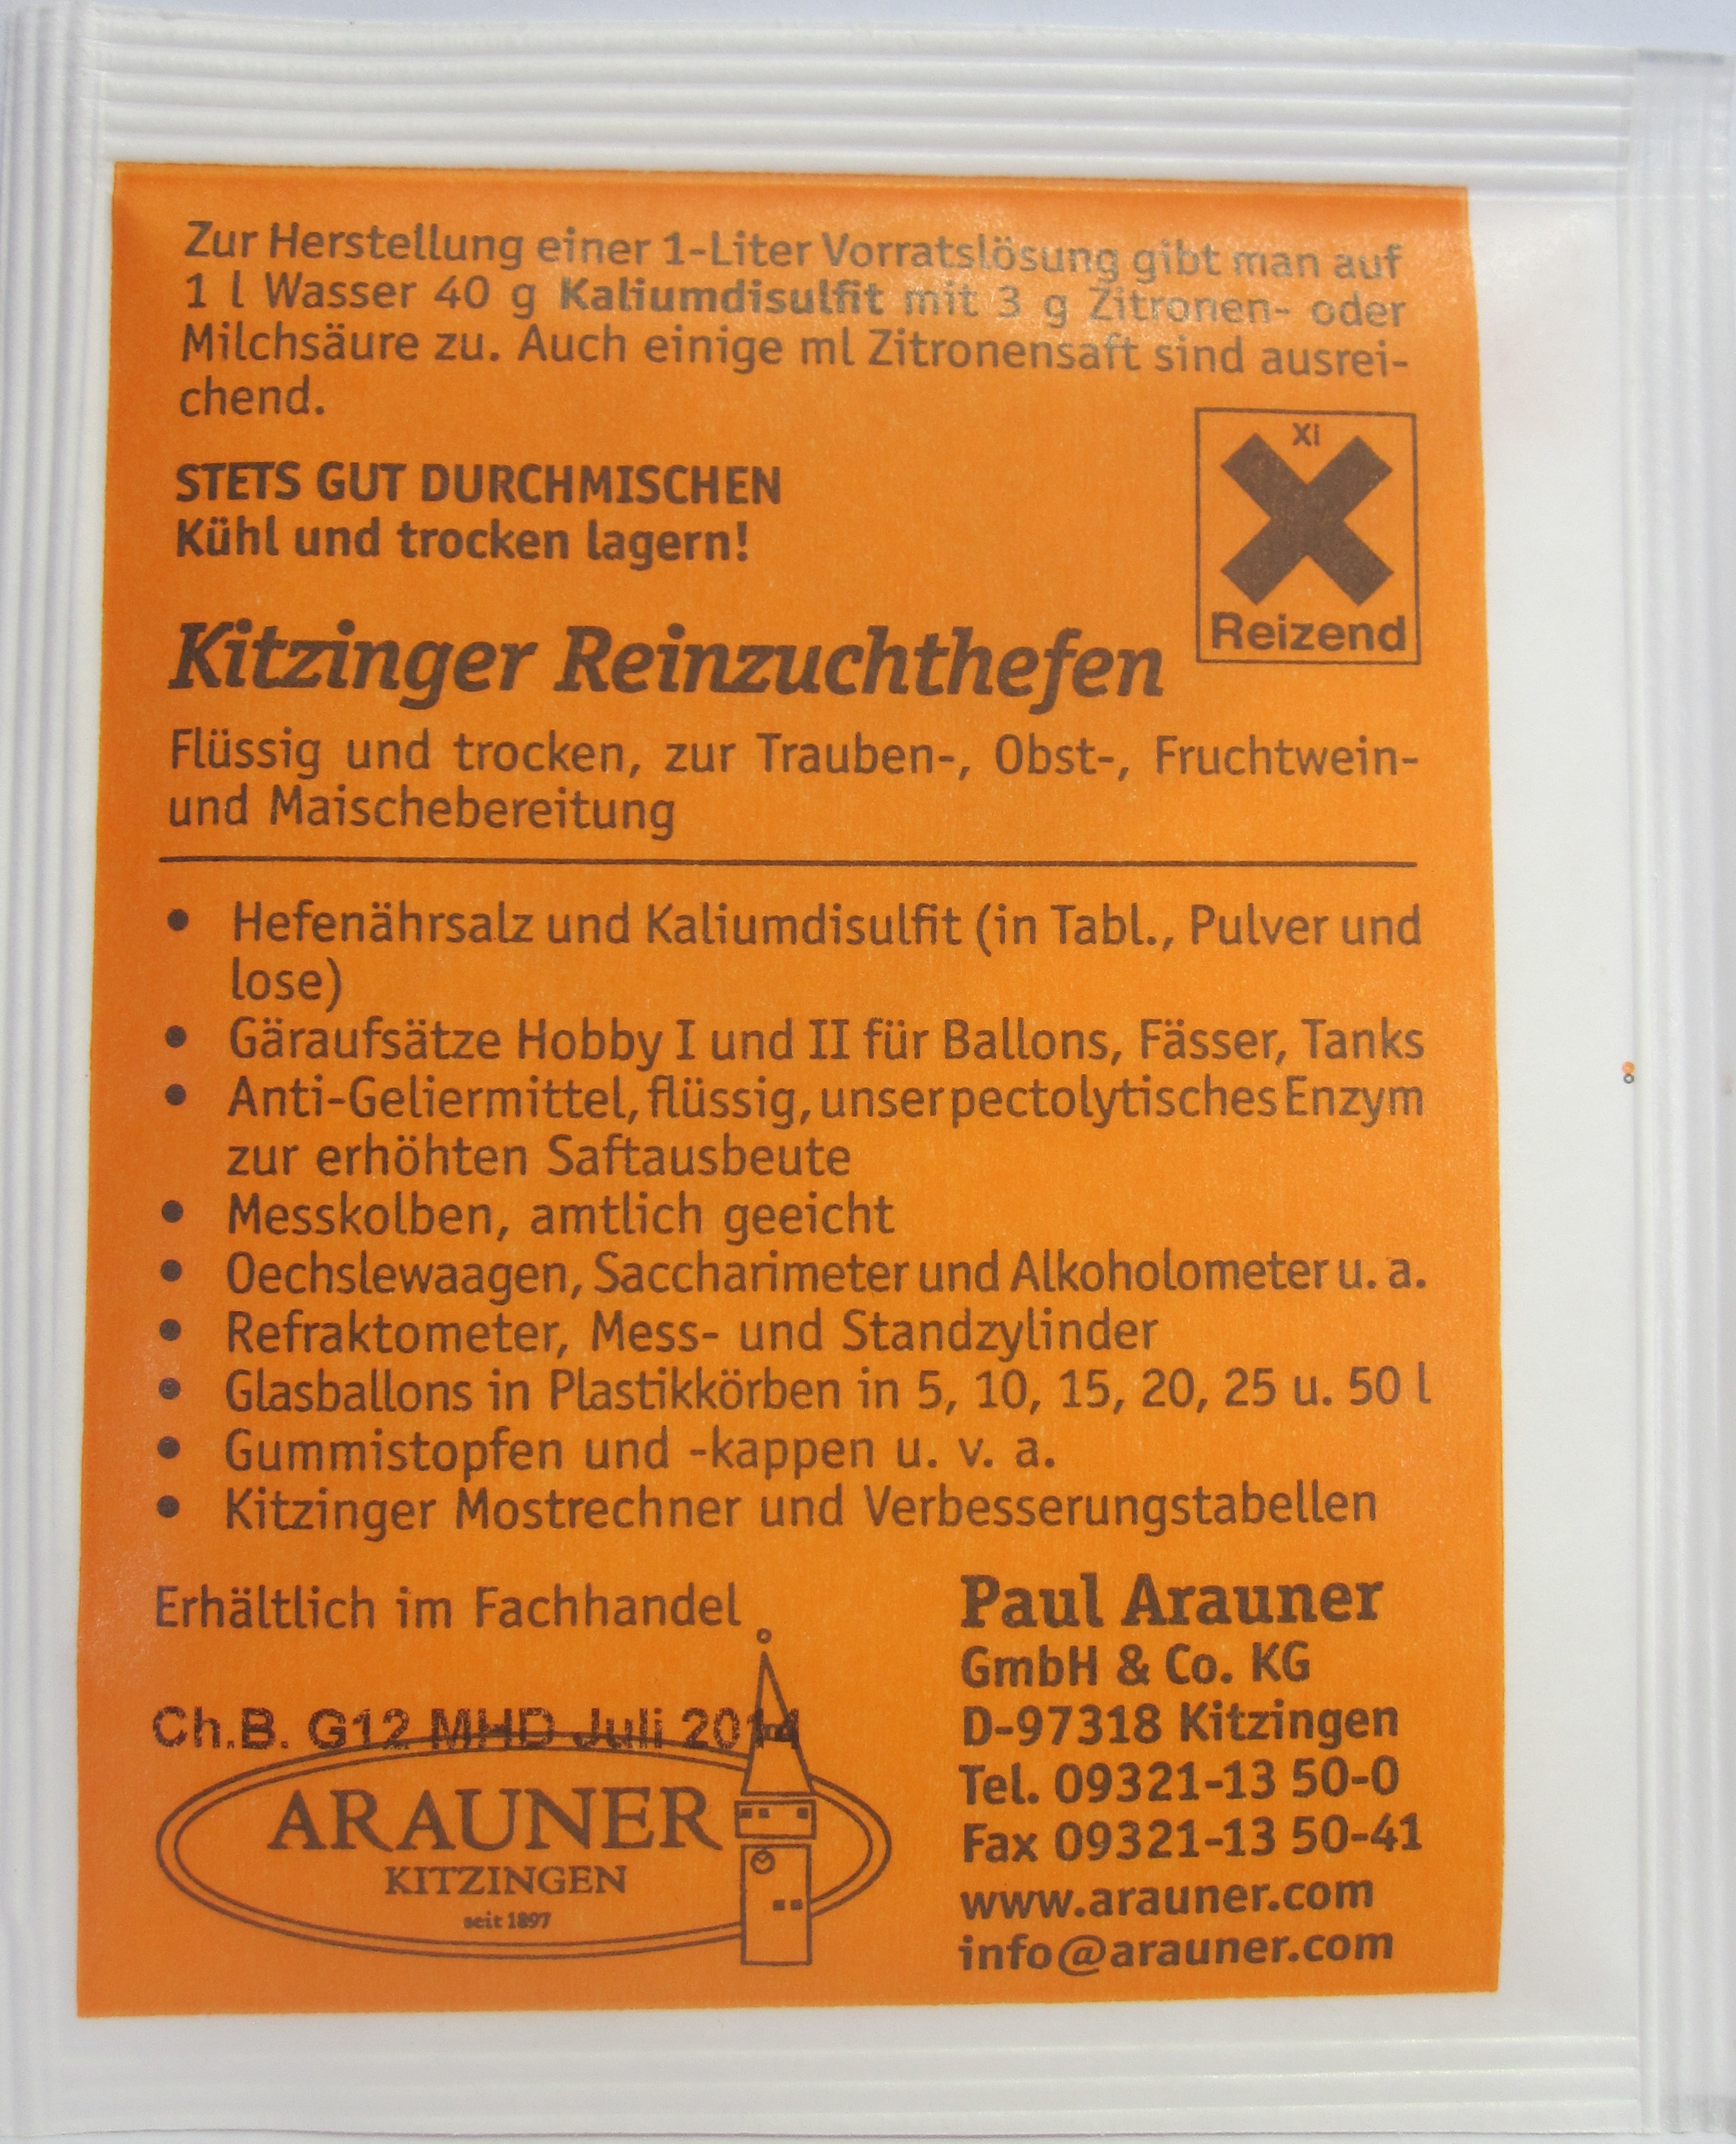 Zur Herstellung einer 1-Liter Vorratslösung gibt man auf
1 l Wasser 40 g Kaliumdisulfit mit 3 g Zitronen- oder
Milchsäure zu. Auch einige ml Zitronensaft sind ausrei-
chend.
Xi
Reizend
STETS GUT DURCHMISCHEN
Kühl und trocken lagern!
Kitzinger Reinzuchthefen
Flüssig und trocken, zur Trauben-, Obst-, Fruchtwein-
und Maischebereitung
• Hefenährsalz und Kaliumdisulfit (in Tabl., Pulver und
lose)
• Gäraufsätze Hobby I und II für Ballons, Fässer, Tanks
• Anti-Geliermittel, flüssig, unser pectolytisches Enzym
zur erhöhten Saftausbeute
• Messkolben, amtlich geeicht
• Oechslewaagen, Saccharimeter und Alkoholometer u. a.
• Refraktometer, Mess- und Standzylinder
• Glasballons in Plastikkörben in 5, 10, 15, 20, 25 u. 50 l
• Gummistopfen und -kappen u. v. a.
• Kitzinger Mostrechner und Verbesserungstabellen
Erhältlich im Fachhandel
Ch.B. G12 MHD Juli 2014
ARAUNER
KITZINGEN
seit 1897
Paul Arauner
GmbH & Co. KG
D-97318 Kitzingen
Tel. 09321-13 50-0
Fax 09321-13 50-41
www.arauner.com
info@arauner.com